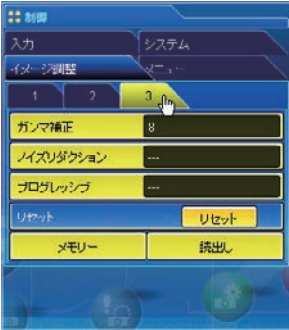 制御
入力 システム
イメージ調整 メニュー
1 2 3
ガンマ補正 8
ノイズリダクション ---
プログレッシブ ---
リセット リセット
メモリー 読出し